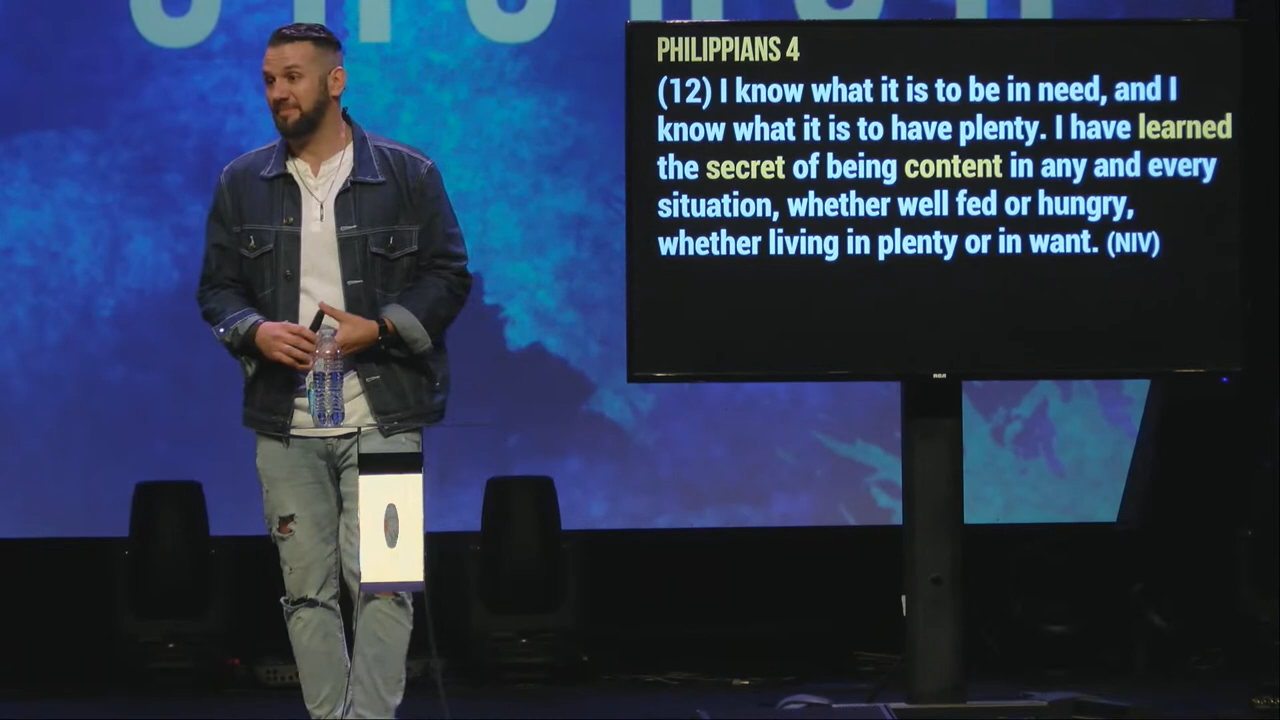 PHILIPPIANS 4
(12) I know what it is to be in need, and I
know what it is to have plenty. I have learned
the secret of being content in any and every
situation, whether well fed or hungry,
whether living in plenty or in want. (NIV)
RCA